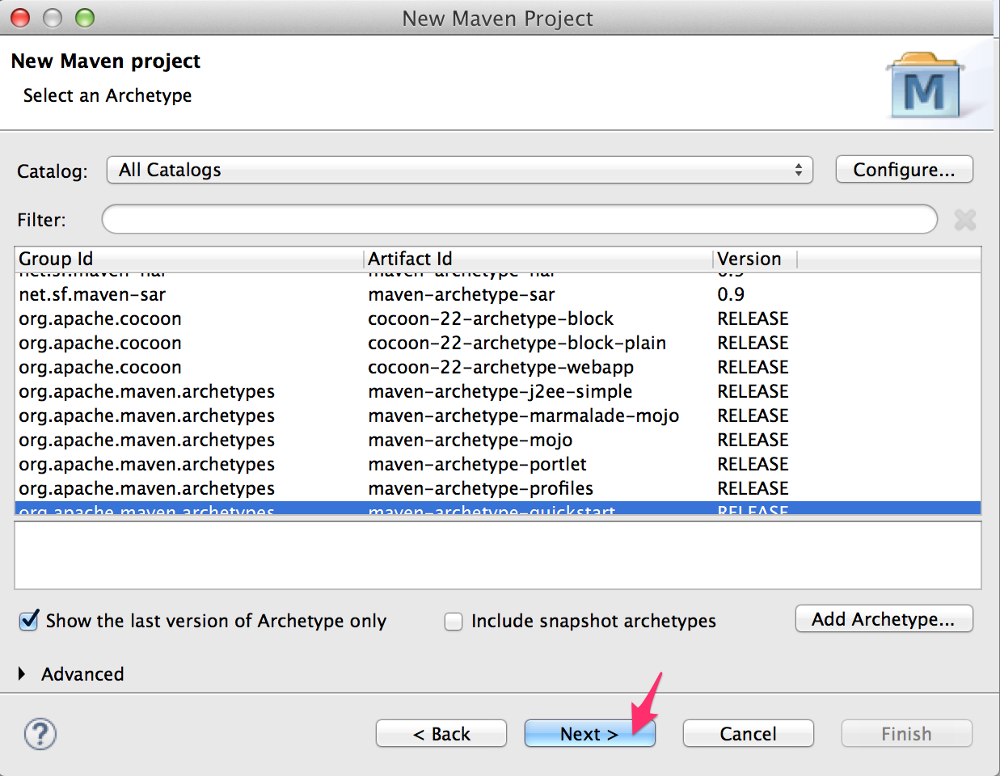 New Maven Project
New Maven project
Select an Archetype
M
Catalog: All Catalogs Configure...
Filter:
Group Id Artifact Id Version
net.sf.maven-sar maven-archetype-sar 0.9
org.apache.cocoon cocoon-22-archetype-block RELEASE
org.apache.cocoon cocoon-22-archetype-block-plain RELEASE
org.apache.cocoon cocoon-22-archetype-webapp RELEASE
org.apache.maven.archetypes maven-archetype-j2ee-simple RELEASE
org.apache.maven.archetypes maven-archetype-marmalade-mojo RELEASE
org.apache.maven.archetypes maven-archetype-mojo RELEASE
org.apache.maven.archetypes maven-archetype-portlet RELEASE
org.apache.maven.archetypes maven-archetype-profiles RELEASE
org.apache.maven.archetypes maven-archetype-quickstart RELEASE
Show the last version of Archetype only Include snapshot archetypes Add Archetype...
Advanced
? < Back Next > Cancel Finish